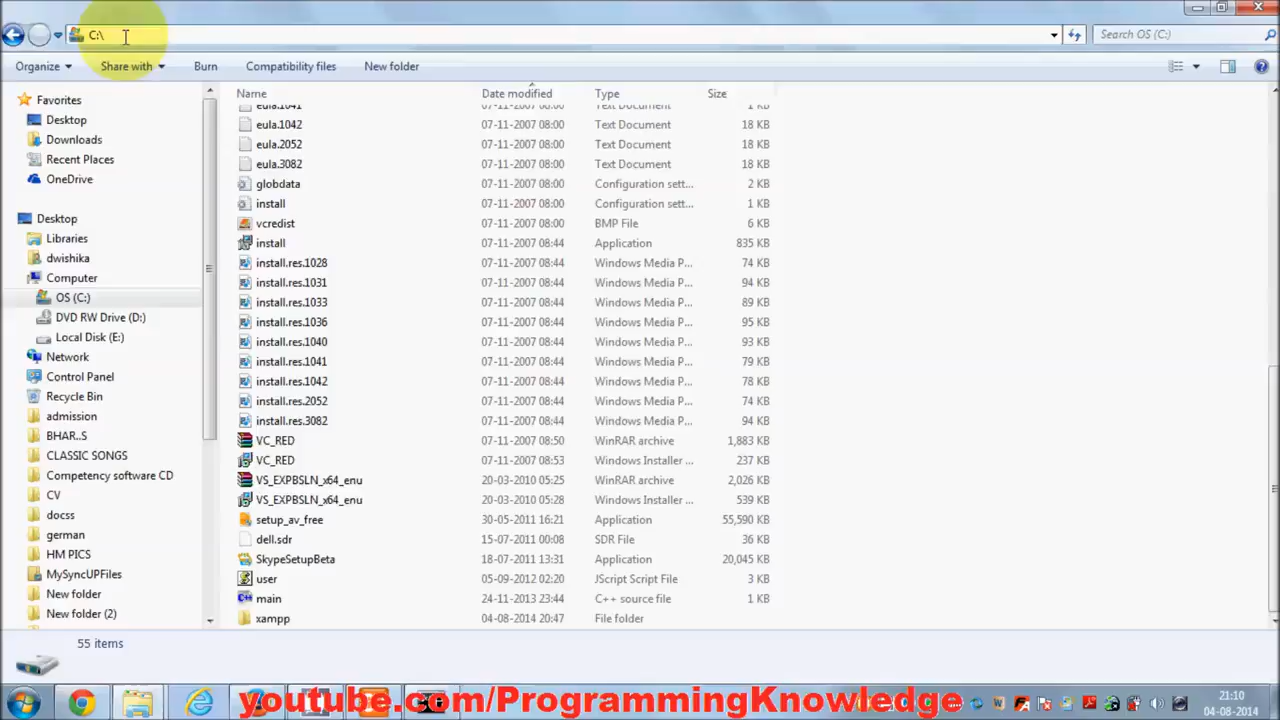 C:\
Search OS (C:)
Organize
Share with
Burn
Compatibility files
New folder
Favorites
Desktop
Downloads
Recent Places
OneDrive
Desktop
Libraries
dwishika
Computer
OS (C:)
DVD RW Drive (D:)
Local Disk (E:)
Network
Control Panel
Recycle Bin
admission
BHAR..S
CLASSIC SONGS
Competency software CD
CV
docss
german
HM PICS
MySyncUPFiles
New folder
New folder (2)
Name Date modified Type Size
eula.1041 07-11-2007 08:00 Text Document 1 KB
eula.1042 07-11-2007 08:00 Text Document 18 KB
eula.2052 07-11-2007 08:00 Text Document 18 KB
eula.3082 07-11-2007 08:00 Text Document 18 KB
globdata 07-11-2007 08:00 Configuration sett... 2 KB
install 07-11-2007 08:00 Configuration sett... 1 KB
vcredist 07-11-2007 08:00 BMP File 6 KB
install 07-11-2007 08:44 Application 835 KB
install.res.1028 07-11-2007 08:44 Windows Media P... 74 KB
install.res.1031 07-11-2007 08:44 Windows Media P... 94 KB
install.res.1033 07-11-2007 08:44 Windows Media P... 89 KB
install.res.1036 07-11-2007 08:44 Windows Media P... 95 KB
install.res.1040 07-11-2007 08:44 Windows Media P... 93 KB
install.res.1041 07-11-2007 08:44 Windows Media P... 79 KB
install.res.1042 07-11-2007 08:44 Windows Media P... 78 KB
install.res.2052 07-11-2007 08:44 Windows Media P... 74 KB
install.res.3082 07-11-2007 08:44 Windows Media P... 94 KB
VC_RED 07-11-2007 08:50 WinRAR archive 1,883 KB
VC_RED 07-11-2007 08:53 Windows Installer ... 237 KB
VS_EXPBSLN_x64_enu 20-03-2010 05:25 WinRAR archive 2,026 KB
VS_EXPBSLN_x64_enu 20-03-2010 05:28 Windows Installer ... 539 KB
setup_av_free 30-05-2011 16:21 Application 55,590 KB
dell.sdr 15-07-2011 00:08 SDR File 36 KB
SkypeSetupBeta 18-07-2011 13:31 Application 20,045 KB
user 05-09-2012 02:20 JScript Script File 3 KB
main 24-11-2013 23:44 C++ source file 1 KB
xampp 04-08-2014 20:47 File folder
55 items
youtube.com/ProgrammingKnowledge
21:10
04-08-2014